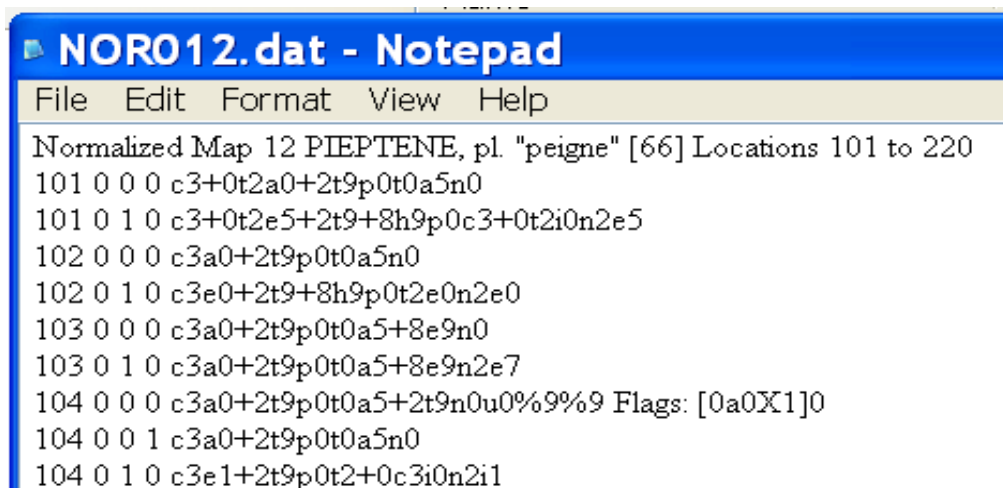 NOR012.dat - Notepad
File Edit Format View Help
Normalized Map 12 PIEPTENE, pl. "peigne" [66] Locations 101 to 220
101 0 0 0 c3+0t2a0+2t9p0t0a5n0
101 0 1 0 c3+0t2e5+2t9+8h9p0c3+0t2i0n2e5
102 0 0 0 c3a0+2t9p0t0a5n0
102 0 1 0 c3e0+2t9+8h9p0t2e0n2e0
103 0 0 0 c3a0+2t9p0t0a5+8e9n0
103 0 1 0 c3a0+2t9p0t0a5+8e9n2e7
104 0 0 0 c3a0+2t9p0t0a5+2t9n0u0%9%9 Flags: [0a0X1]0
104 0 0 1 c3a0+2t9p0t0a5n0
104 0 1 0 c3e1+2t9p0t2+0c3i0n2i1